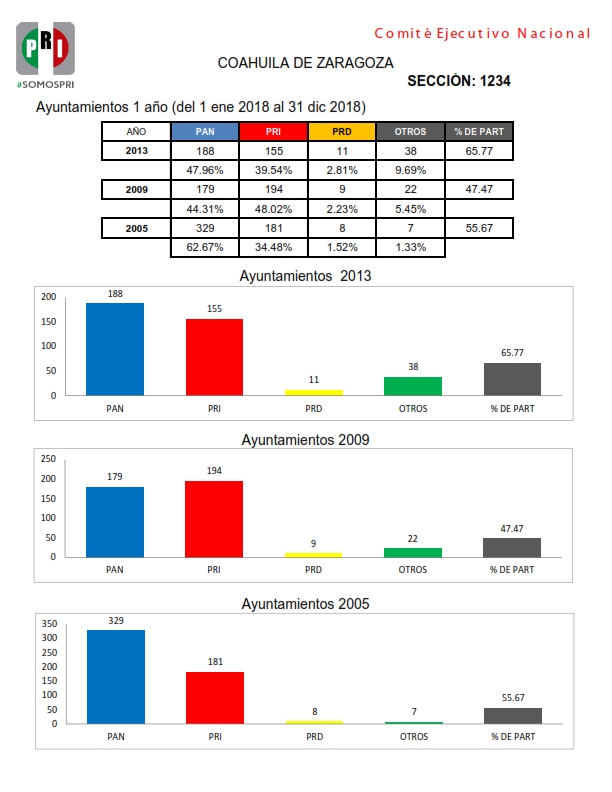 PRI
#SOMOSPRI
Comité Ejecutivo Nacional
COAHUILA DE ZARAGOZA
SECCIÓN: 1234
Ayuntamientos 1 año (del 1 ene 2018 al 31 dic 2018)
AÑO PAN PRI PRD OTROS % DE PART
2013 188 155 11 38 65.77
47.96% 39.54% 2.81% 9.69%
2009 179 194 9 22 47.47
44.31% 48.02% 2.23% 5.45%
2005 329 181 8 7 55.67
62.67% 34.48% 1.52% 1.33%
Ayuntamientos 2013
200
150
100
50
0
188 155 11 38 65.77
PAN PRI PRD OTROS % DE PART
Ayuntamientos 2009
250
200
150
100
50
0
179 194 9 22 47.47
PAN PRI PRD OTROS % DE PART
Ayuntamientos 2005
350
300
250
200
150
100
50
0
329 181 8 7 55.67
PAN PRI PRD OTROS % DE PART